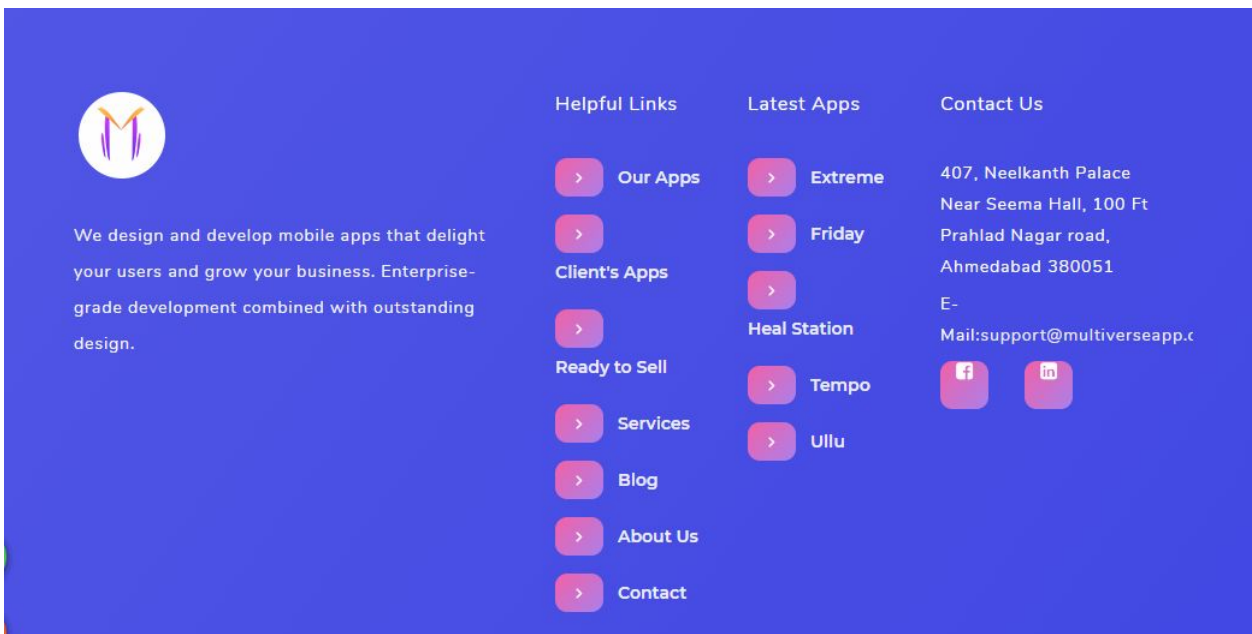 We design and develop mobile apps that delight
your users and grow your business. Enterprise-
grade development combined with outstanding
design.
Helpful Links
Our Apps
Client's Apps
Ready to Sell
Services
Blog
About Us
Contact
Latest Apps
Extreme
Friday
Heal Station
Tempo
Ullu
Contact Us
407, Neelkanth Palace
Near Seema Hall, 100 Ft
Prahlad Nagar road,
Ahmedabad 380051
E-
Mail:support@multiverseapp.c